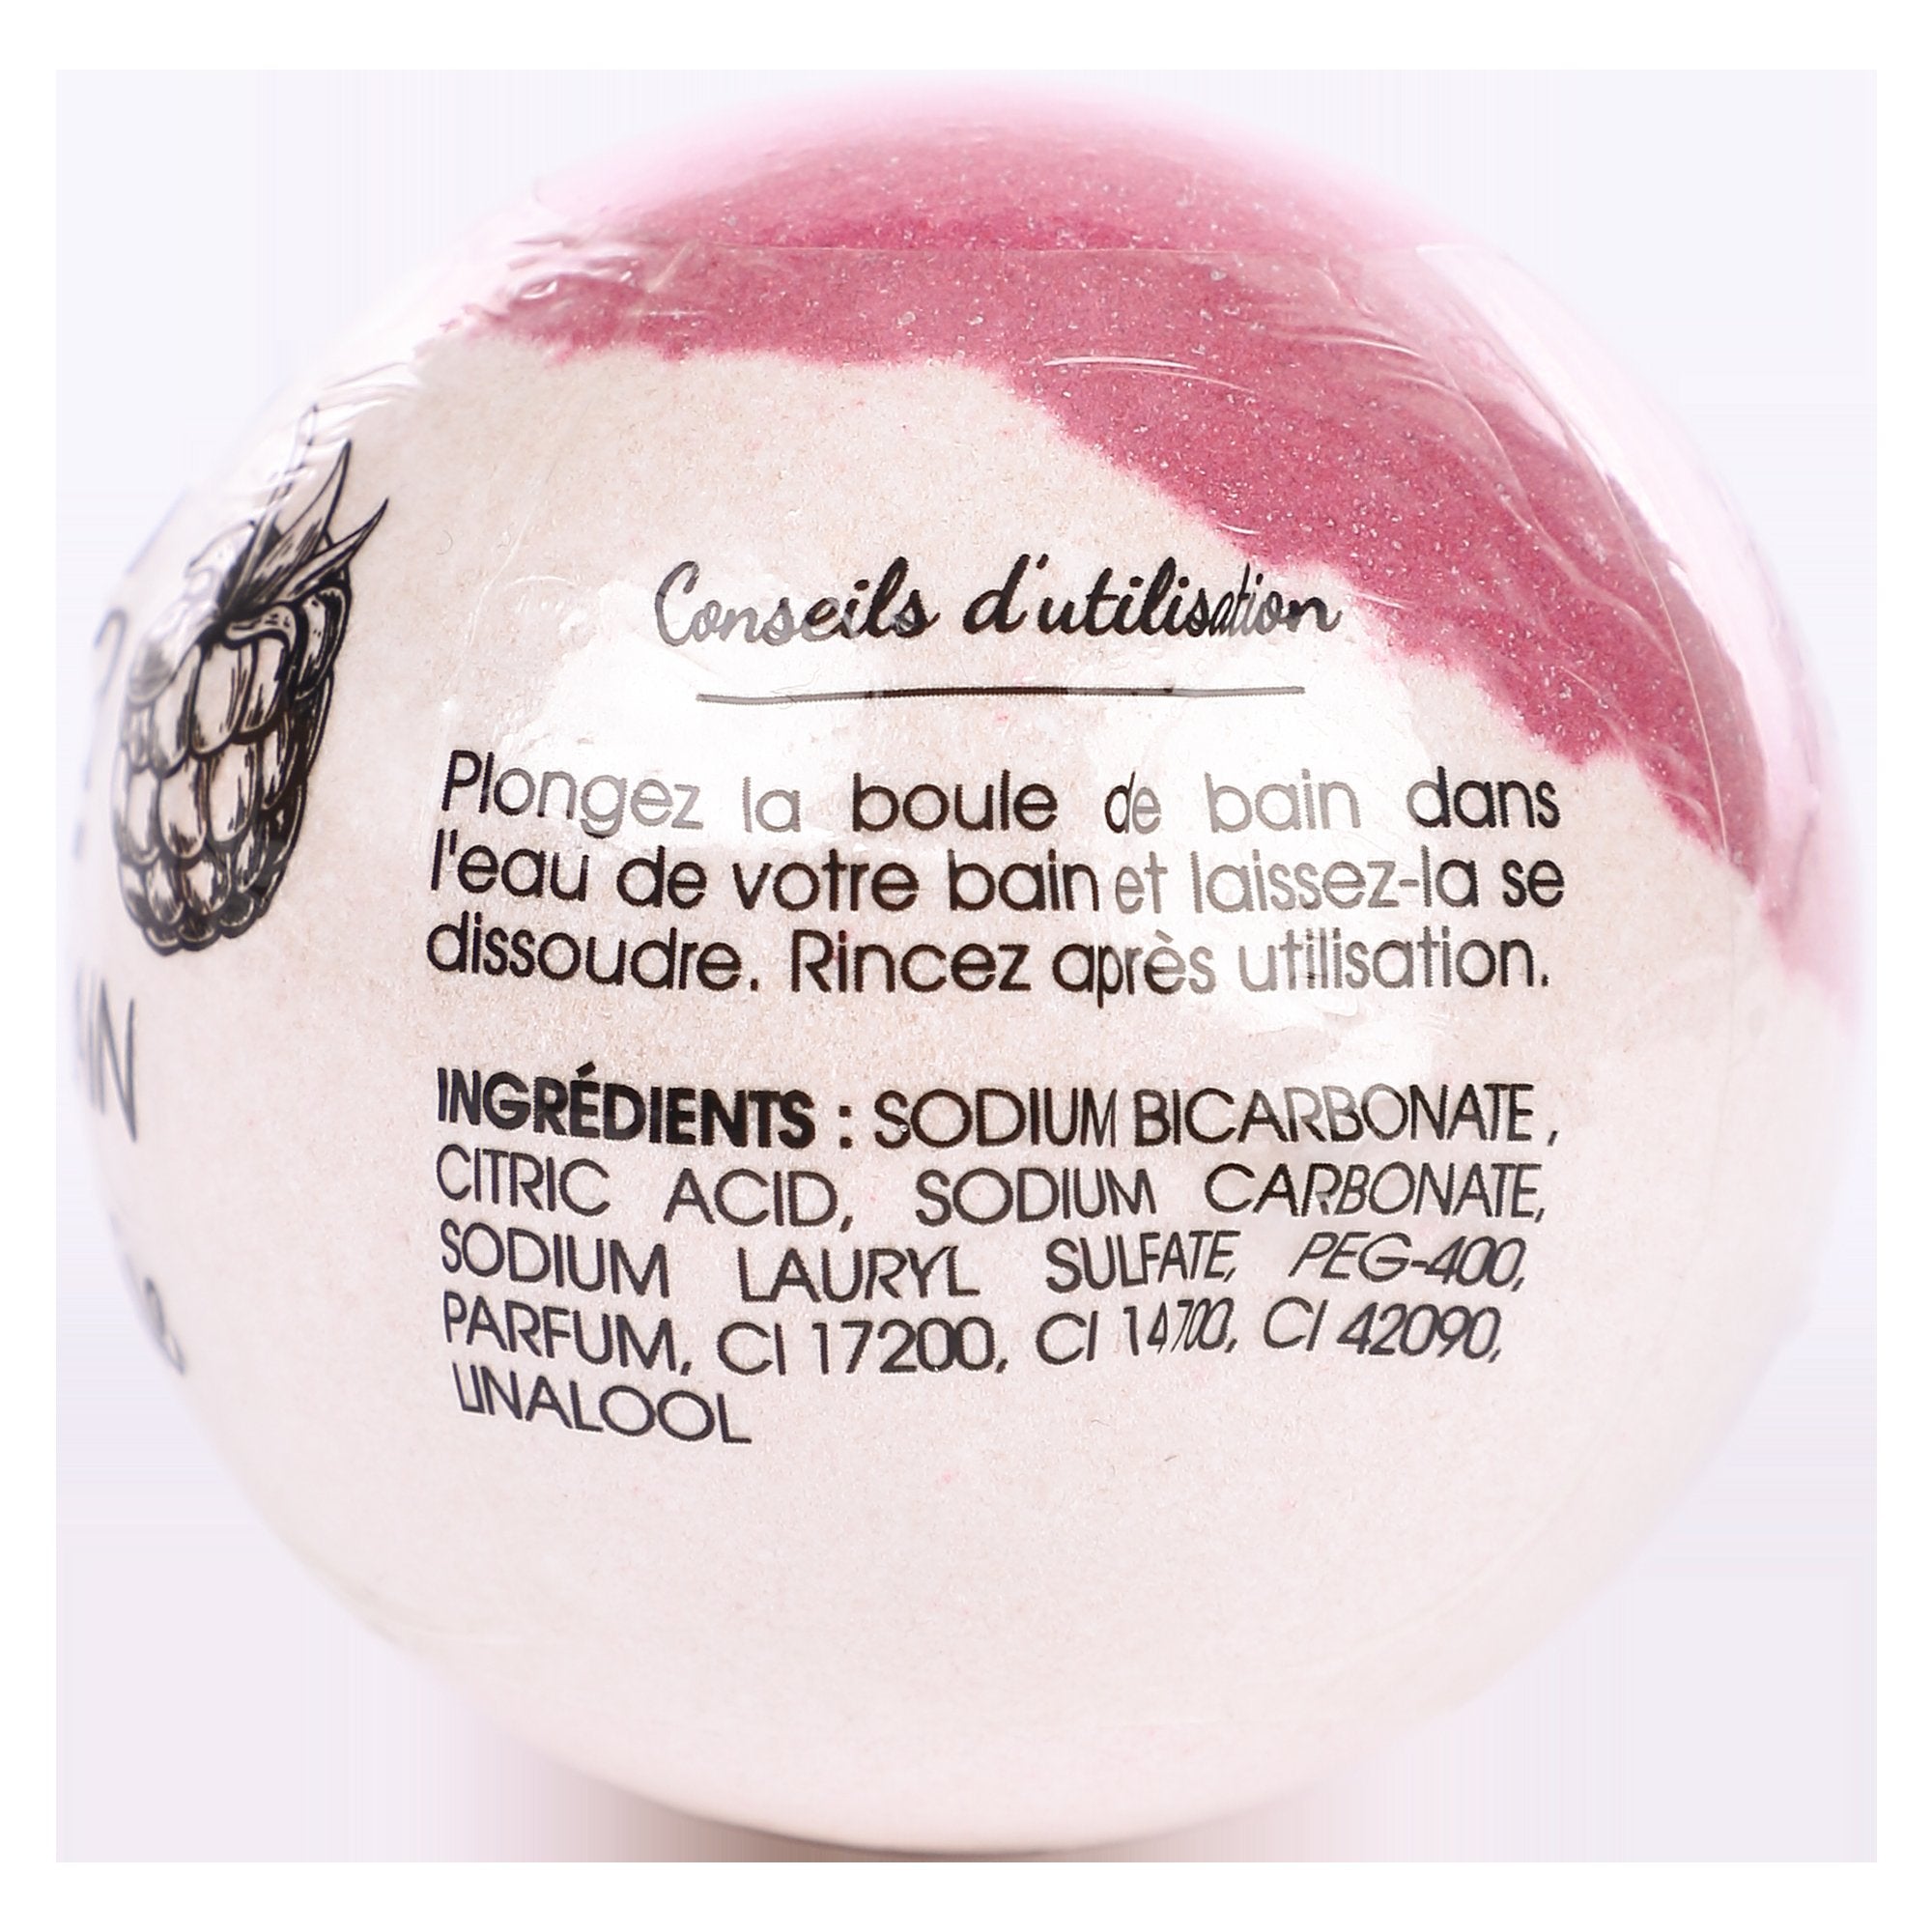 Conseils d'utilisation
Plongez la boule de bain dans
l'eau de votre bain et laissez-la se
dissoudre. Rincez après utilisation.
INGRÉDIENTS : SODIUM BICARBONATE ,
CITRIC ACID, SODIUM CARBONATE,
SODIUM LAURYL SULFATE, PEG-400,
PARFUM, CI 17200, CI 14700, CI 42090,
LINALOOL